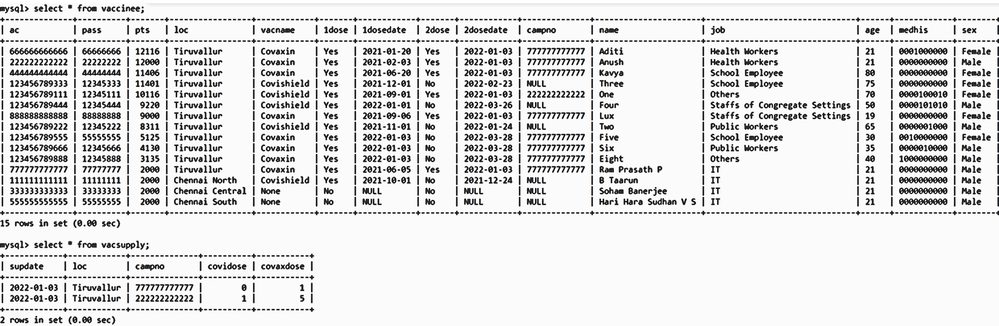 mysql> select * from vaccinee;
| ac | pass | pts | loc | vacname | 1dose | 1dosedate | 2dose | 2dosedate | campno | name | job | age | medhis | sex |
| 666666666666 | 66666666 | 12116 | Tiruvallur | Covaxin | Yes | 2021-01-20 | Yes | 2022-01-03 | 777777777777 | Aditi | Health Workers | 21 | 0001000000 | Female |
| 222222222222 | 22222222 | 12000 | Tiruvallur | Covaxin | Yes | 2021-02-03 | Yes | 2022-01-03 | 777777777777 | Anush | Health Workers | 21 | 0000000000 | Male |
| 444444444444 | 44444444 | 11406 | Tiruvallur | Covaxin | Yes | 2021-06-20 | Yes | 2022-01-03 | 777777777777 | Kavya | School Employee | 80 | 0000000000 | Female |
| 123456789333 | 12345333 | 11401 | Tiruvallur | Covishield | Yes | 2021-12-01 | No | 2022-02-23 | NULL | Three | School Employee | 75 | 0000000000 | Female |
| 123456789111 | 12345111 | 10116 | Tiruvallur | Covishield | Yes | 2021-09-01 | Yes | 2022-01-03 | 222222222222 | One | Others | 70 | 0000100010 | Female |
| 123456789444 | 12345444 | 9220 | Tiruvallur | Covishield | Yes | 2022-01-01 | No | 2022-03-26 | NULL | Four | Staffs of Congregate Settings | 50 | 0000101010 | Male |
| 888888888888 | 88888888 | 9000 | Tiruvallur | Covaxin | Yes | 2021-09-06 | Yes | 2022-01-03 | 777777777777 | Lux | Staffs of Congregate Settings | 19 | 0000000000 | Female |
| 123456789222 | 12345222 | 8311 | Tiruvallur | Covishield | Yes | 2021-11-01 | No | 2022-01-24 | NULL | Two | Public Workers | 65 | 0000001000 | Male |
| 123456789555 | 55555555 | 5125 | Tiruvallur | Covaxin | Yes | 2022-01-03 | No | 2022-03-28 | 777777777777 | Five | School Employee | 30 | 0010000000 | Female |
| 123456789666 | 12345666 | 4130 | Tiruvallur | Covaxin | Yes | 2022-01-03 | No | 2022-03-28 | 777777777777 | Six | Public Workers | 35 | 0000010000 | Male |
| 123456789888 | 12345888 | 3135 | Tiruvallur | Covaxin | Yes | 2022-01-03 | No | 2022-03-28 | 777777777777 | Eight | Others | 40 | 1000000000 | Male |
| 777777777777 | 77777777 | 2000 | Tiruvallur | Covaxin | Yes | 2021-06-05 | Yes | 2022-01-03 | 777777777777 | Ram Prasath P | IT | 21 | 0000000000 | Male |
| 111111111111 | 11111111 | 2000 | Chennai North | Covishield | Yes | 2021-10-01 | No | 2021-12-24 | NULL | B Taarun | IT | 21 | 0000000000 | Male |
| 333333333333 | 33333333 | 2000 | Chennai Central | None | No | NULL | No | NULL | NULL | Soham Banerjee | IT | 21 | 0000000000 | Male |
| 555555555555 | 55555555 | 2000 | Chennai South | None | No | NULL | No | NULL | NULL | Hari Hara Sudhan V S | IT | 21 | 0000000000 | Male |
15 rows in set (0.00 sec)
mysql> select * from vacsupply;
| supdate | loc | campno | covidose | covaxdose |
| 2022-01-03 | Tiruvallur | 777777777777 | 0 | 1 |
| 2022-01-03 | Tiruvallur | 222222222222 | 1 | 5 |
2 rows in set (0.00 sec)